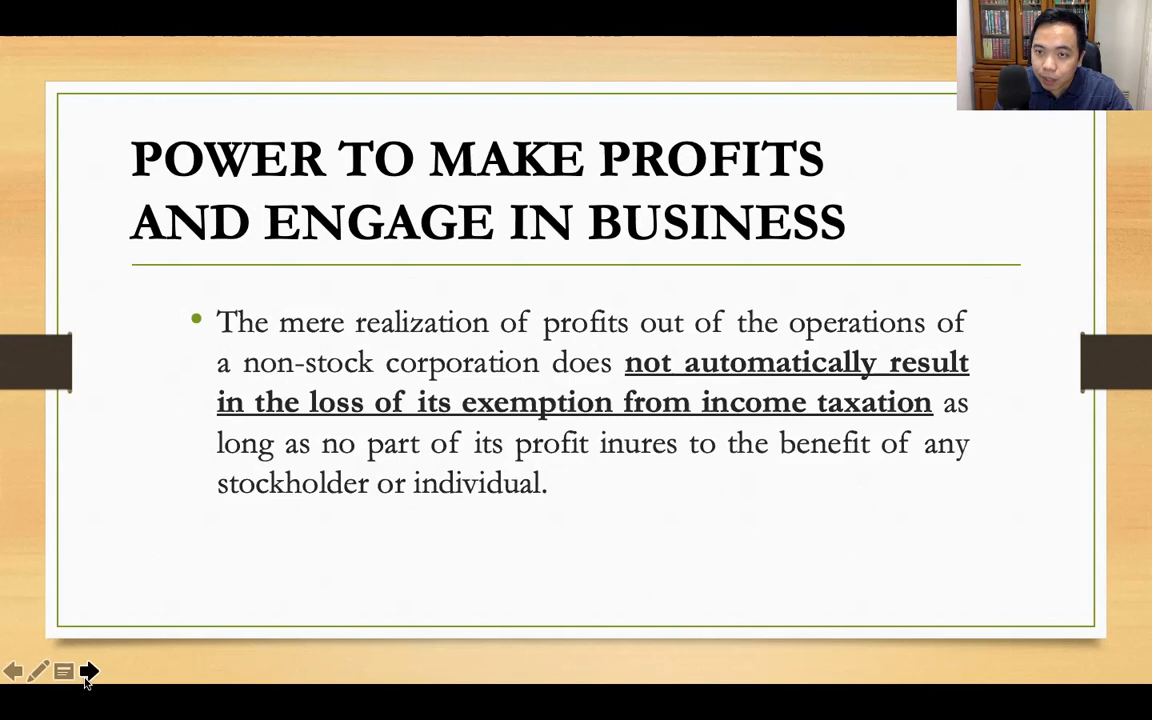 POWER TO MAKE PROFITS
AND ENGAGE IN BUSINESS
• The mere realization of profits out of the operations of
a non-stock corporation does not automatically result
in the loss of its exemption from income taxation as
long as no part of its profit inures to the benefit of any
stockholder or individual.